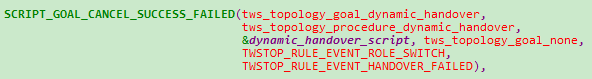 SCRIPT_GOAL_CANCEL_SUCCESS_FAILED(tws_topology_goal_dynamic_handover,
tws_topology_procedure_dynamic_handover,
&dynamic_handover_script, tws_topology_goal_none,
TWSTOP_RULE_EVENT_ROLE_SWITCH,
TWSTOP_RULE_EVENT_HANDOVER_FAILED),